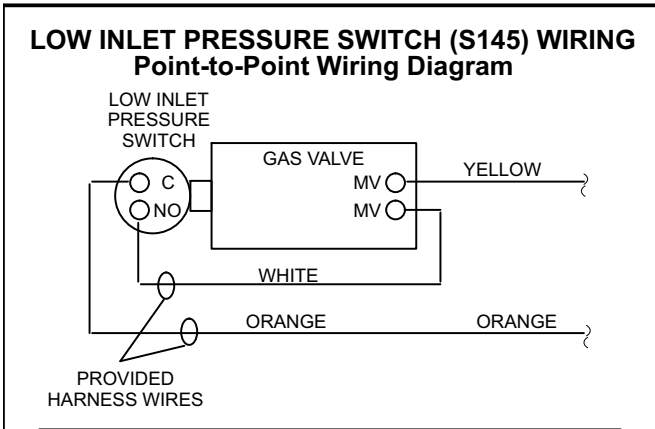 LOW INLET PRESSURE SWITCH (S145) WIRING
Point-to-Point Wiring Diagram
LOW INLET
PRESSURE
SWITCH
GAS VALVE
C
MV
YELLOW
NO
MV
WHITE
ORANGE
ORANGE
PROVIDED
HARNESS WIRES